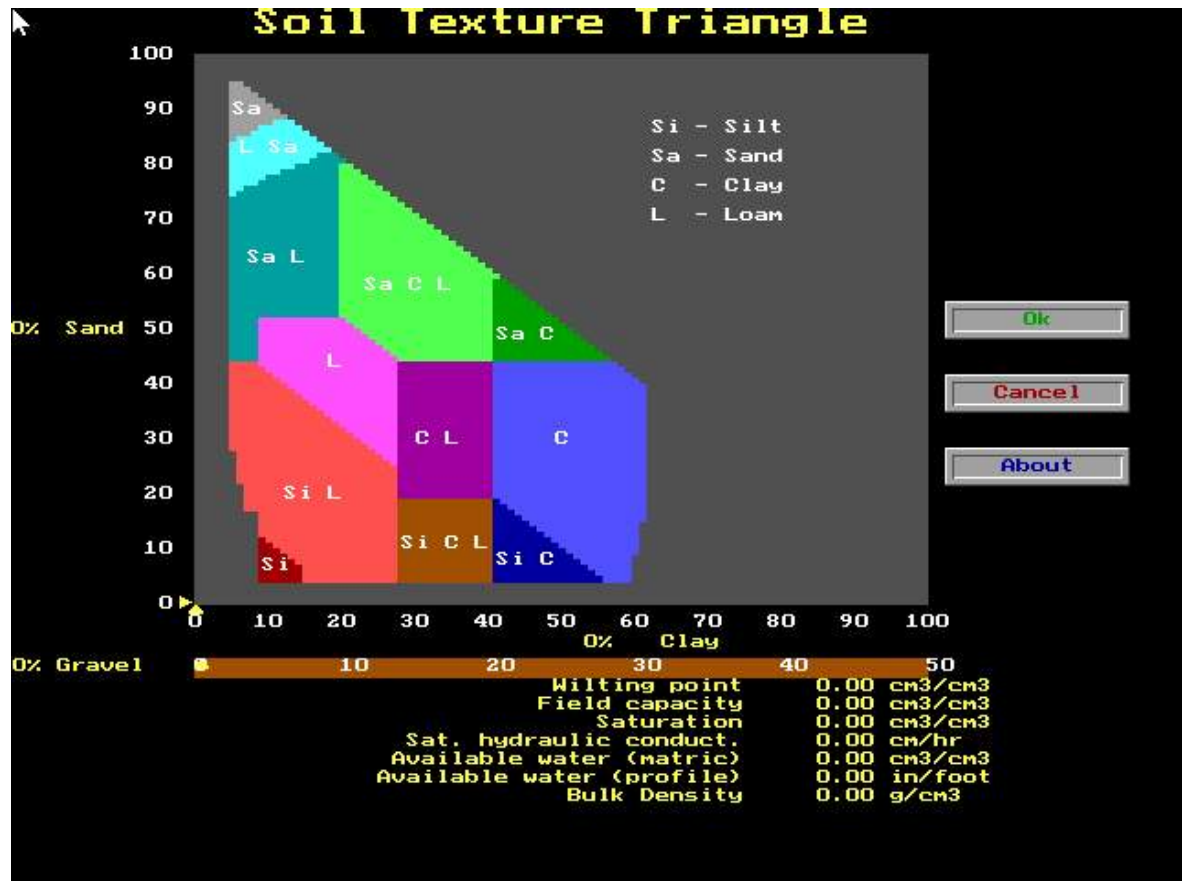 Soil Texture Triangle
100
90
Sa
Si - Silt
L Sa
Sa - Sand
80
C - Clay
70
L - Loam
Sa L
60
Sa C L
Ok
0% Sand 50
Sa C
L
40
Cancel
30
C L
C
About
20
Si L
10
Si C L
Si
Si C
0
0 10 20 30 40 50 60 70 80 90 100
0% Clay
0% Gravel 0 10 20 30 40 50
Wilting point 0.00 cm3/cm3
Field capacity 0.00 cm3/cm3
Saturation 0.00 cm3/cm3
Sat. hydraulic conduct. 0.00 cm/hr
Available water (matric) 0.00 cm3/cm3
Available water (profile) 0.00 in/foot
Bulk Density 0.00 g/cm3